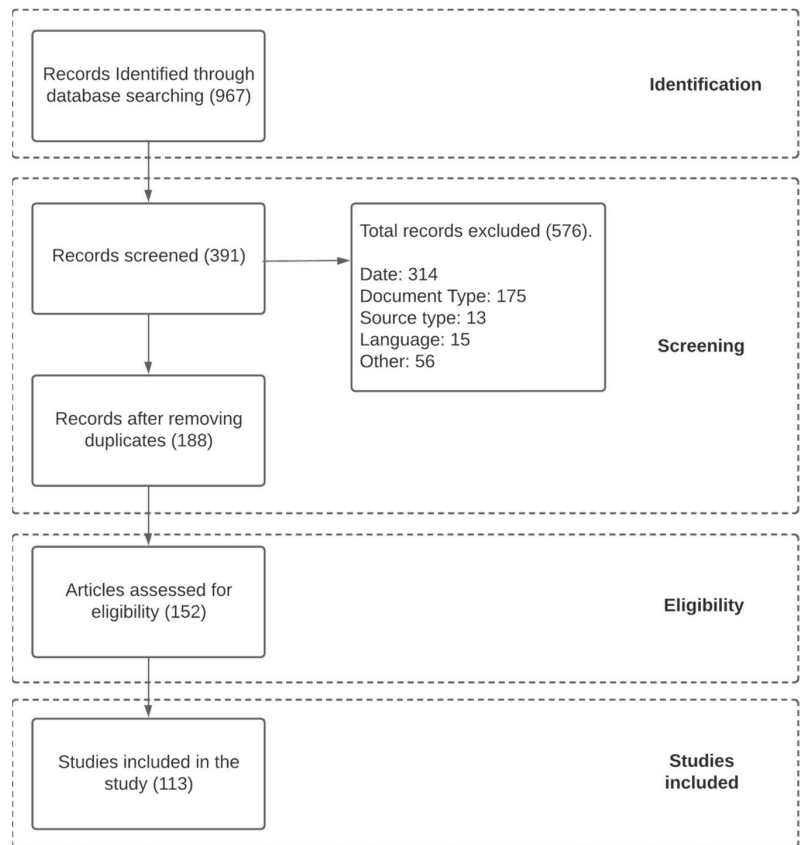 Records Identified through
database searching (967)
Identification
Records screened (391)
Total records excluded (576).
Date: 314
Document Type: 175
Source type: 13
Language: 15
Other: 56
Screening
Records after removing
duplicates (188)
Articles assessed for
eligibility (152)
Eligibility
Studies included in the
study (113)
Studies
included